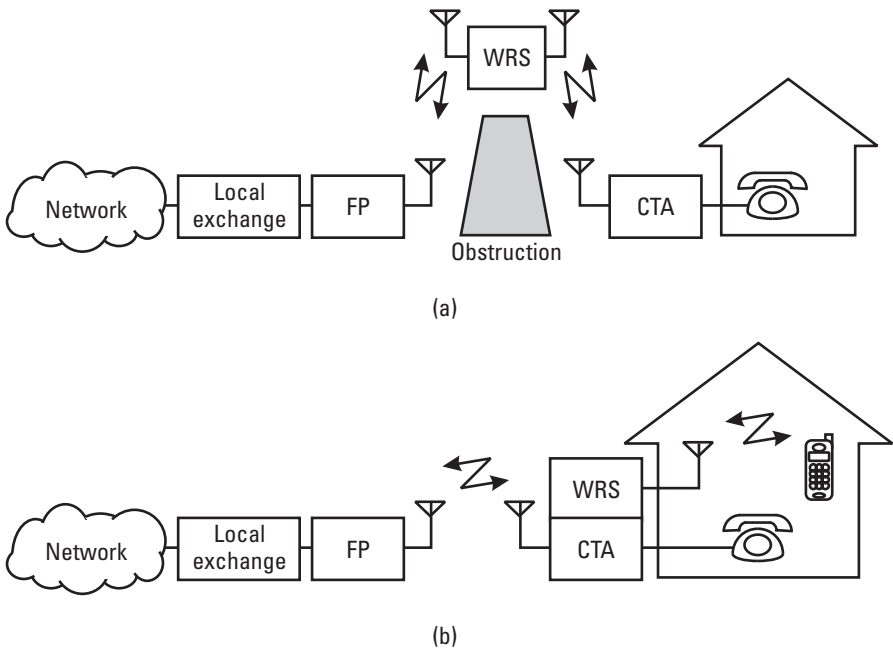 WRS
Network
Local
exchange
FP
CTA
Obstruction
(a)
WRS
Network
Local
exchange
FP
CTA
(b)